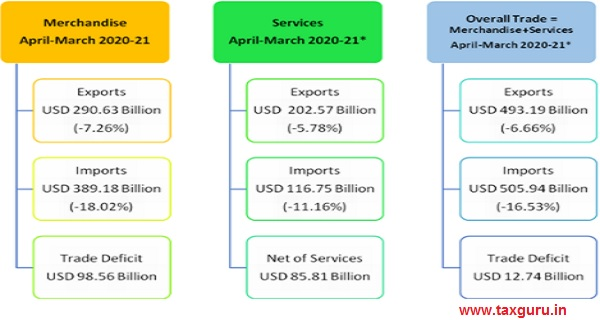 Merchandise
April-March 2020-21
Exports
USD 290.63 Billion
(-7.26%)
Imports
USD 389.18 Billion
(-18.02%)
Trade Deficit
USD 98.56 Billion
Services
April-March 2020-21*
Exports
USD 202.57 Billion
(-5.78%)
Imports
USD 116.75 Billion
(-11.16%)
Net of Services
USD 85.81 Billion
Overall Trade =
Merchandise+Services
April-March 2020-21*
Exports
USD 493.19 Billion
(-6.66%)
Imports
USD 505.94 Billion
(-16.53%)
Trade Deficit
USD 12.74 Billion
www.taxguru.in